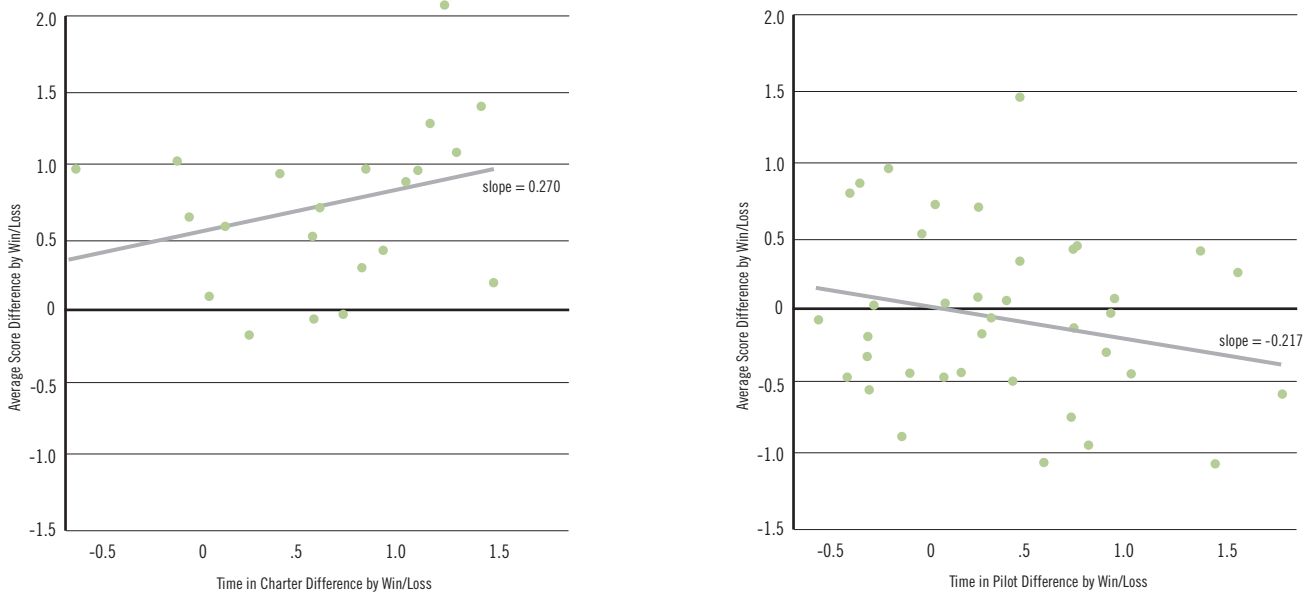 2.0
1.5
1.0
0.5
0
-0.5
-1.0
-1.5
Average Score Difference by Win/Loss
slope = 0.270
-0.5 0 .5 1.0 1.5
Time in Charter Difference by Win/Loss
2.0
1.5
1.0
0.5
0
-0.5
-1.0
-1.5
Average Score Difference by Win/Loss
slope = -0.217
-0.5 0 .5 1.0 1.5
Time in Pilot Difference by Win/Loss